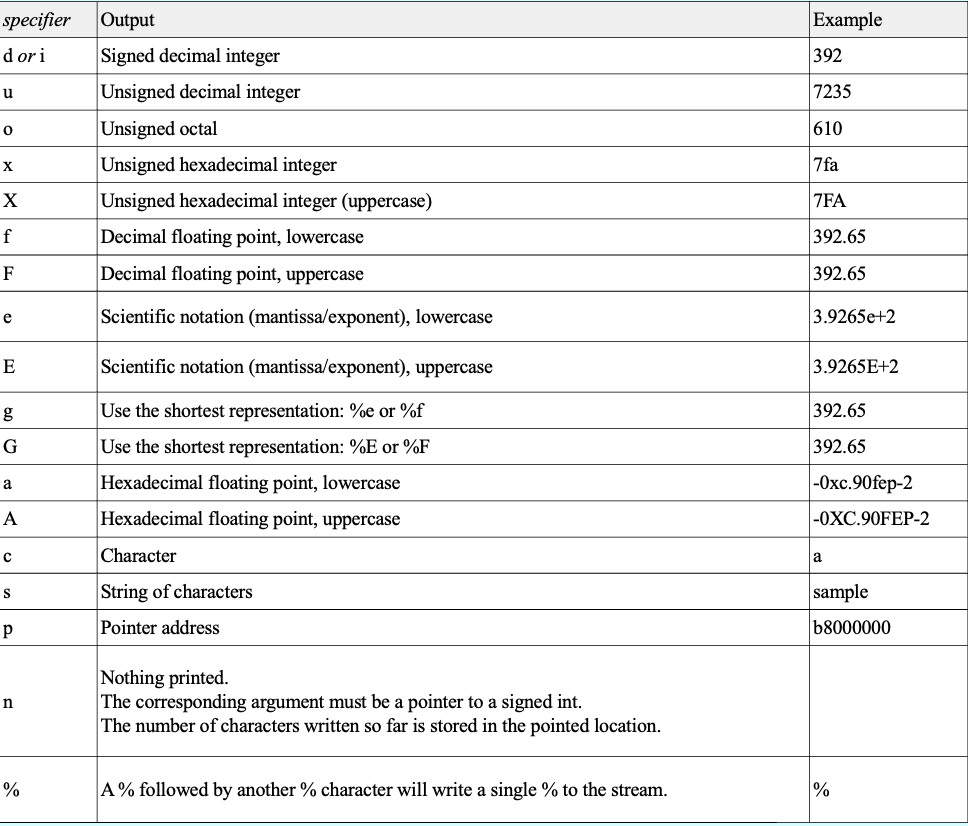 specifier Output Example
d or i Signed decimal integer 392
u Unsigned decimal integer 7235
o Unsigned octal 610
x Unsigned hexadecimal integer 7fa
X Unsigned hexadecimal integer (uppercase) 7FA
f Decimal floating point, lowercase 392.65
F Decimal floating point, uppercase 392.65
e Scientific notation (mantissa/exponent), lowercase 3.9265e+2
E Scientific notation (mantissa/exponent), uppercase 3.9265E+2
g Use the shortest representation: %e or %f 392.65
G Use the shortest representation: %E or %F 392.65
a Hexadecimal floating point, lowercase -0xc.90fep-2
A Hexadecimal floating point, uppercase -0XC.90FEP-2
c Character a
s String of characters sample
p Pointer address b8000000
Nothing printed.
n The corresponding argument must be a pointer to a signed int.
The number of characters written so far is stored in the pointed location.
% A % followed by another % character will write a single % to the stream. %